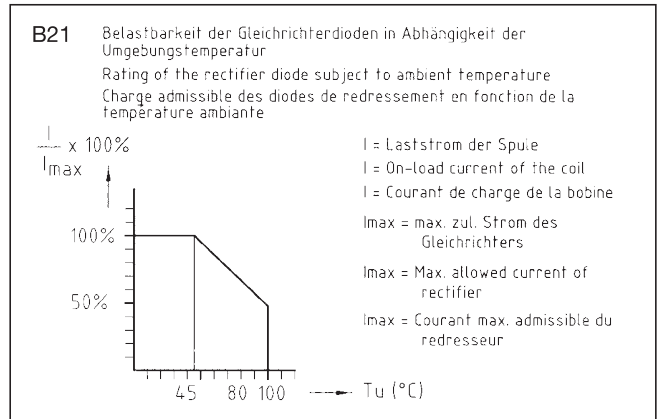 B21 Belastbarkeit der Gleichrichterdioden in Abhängigkeit der
Umgebungstemperatur
Rating of the rectifier diode subject to ambient temperature
Charge admissible des diodes de redressement en fonction de la
température ambiante
I
Imax x 100%
I = Laststrom der Spule
I = On-load current of the coil
I = Courant de charge de la bobine
Imax = max. zul. Strom des
Gleichrichters
Imax = Max. allowed current of
rectifier
Imax = Courant max. admissible du
redresseur
100%
50%
45 80 100 Tu (°C)